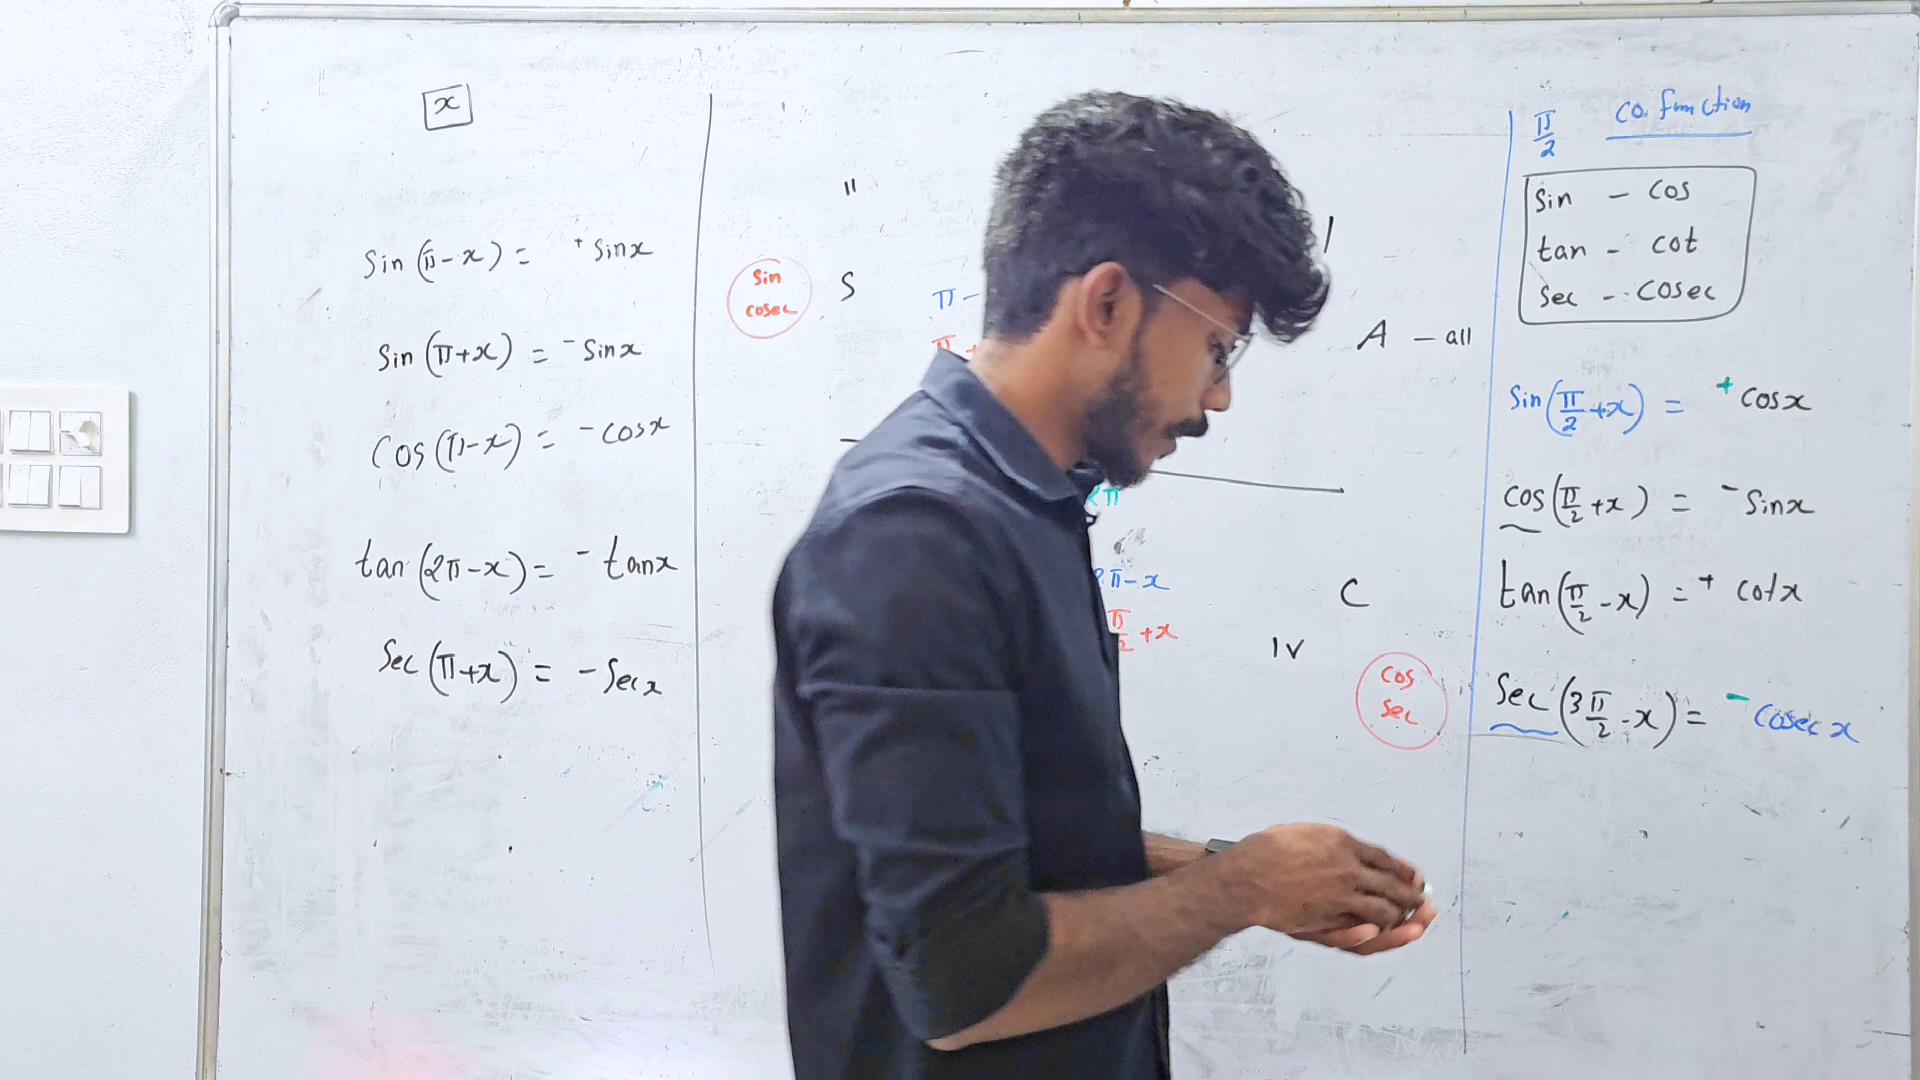 x
sin (π-x) = +sinx
sin (π+x) = -sinx
cos (π-x) = -cosx
tan (2π-x) = -tanx
sec (π+x) = -secx
II
sin
cosec
S
π -
π +
A - all
2π
2π-x
+x
C
IV
cos
sec
π/2 co. function
sin - cos
tan - cot
sec - cosec
sin (π/2+x) = +cosx
cos (π/2+x) = -sinx
tan (π/2-x) = + cotx
sec (3π/2-x) = -cosec x